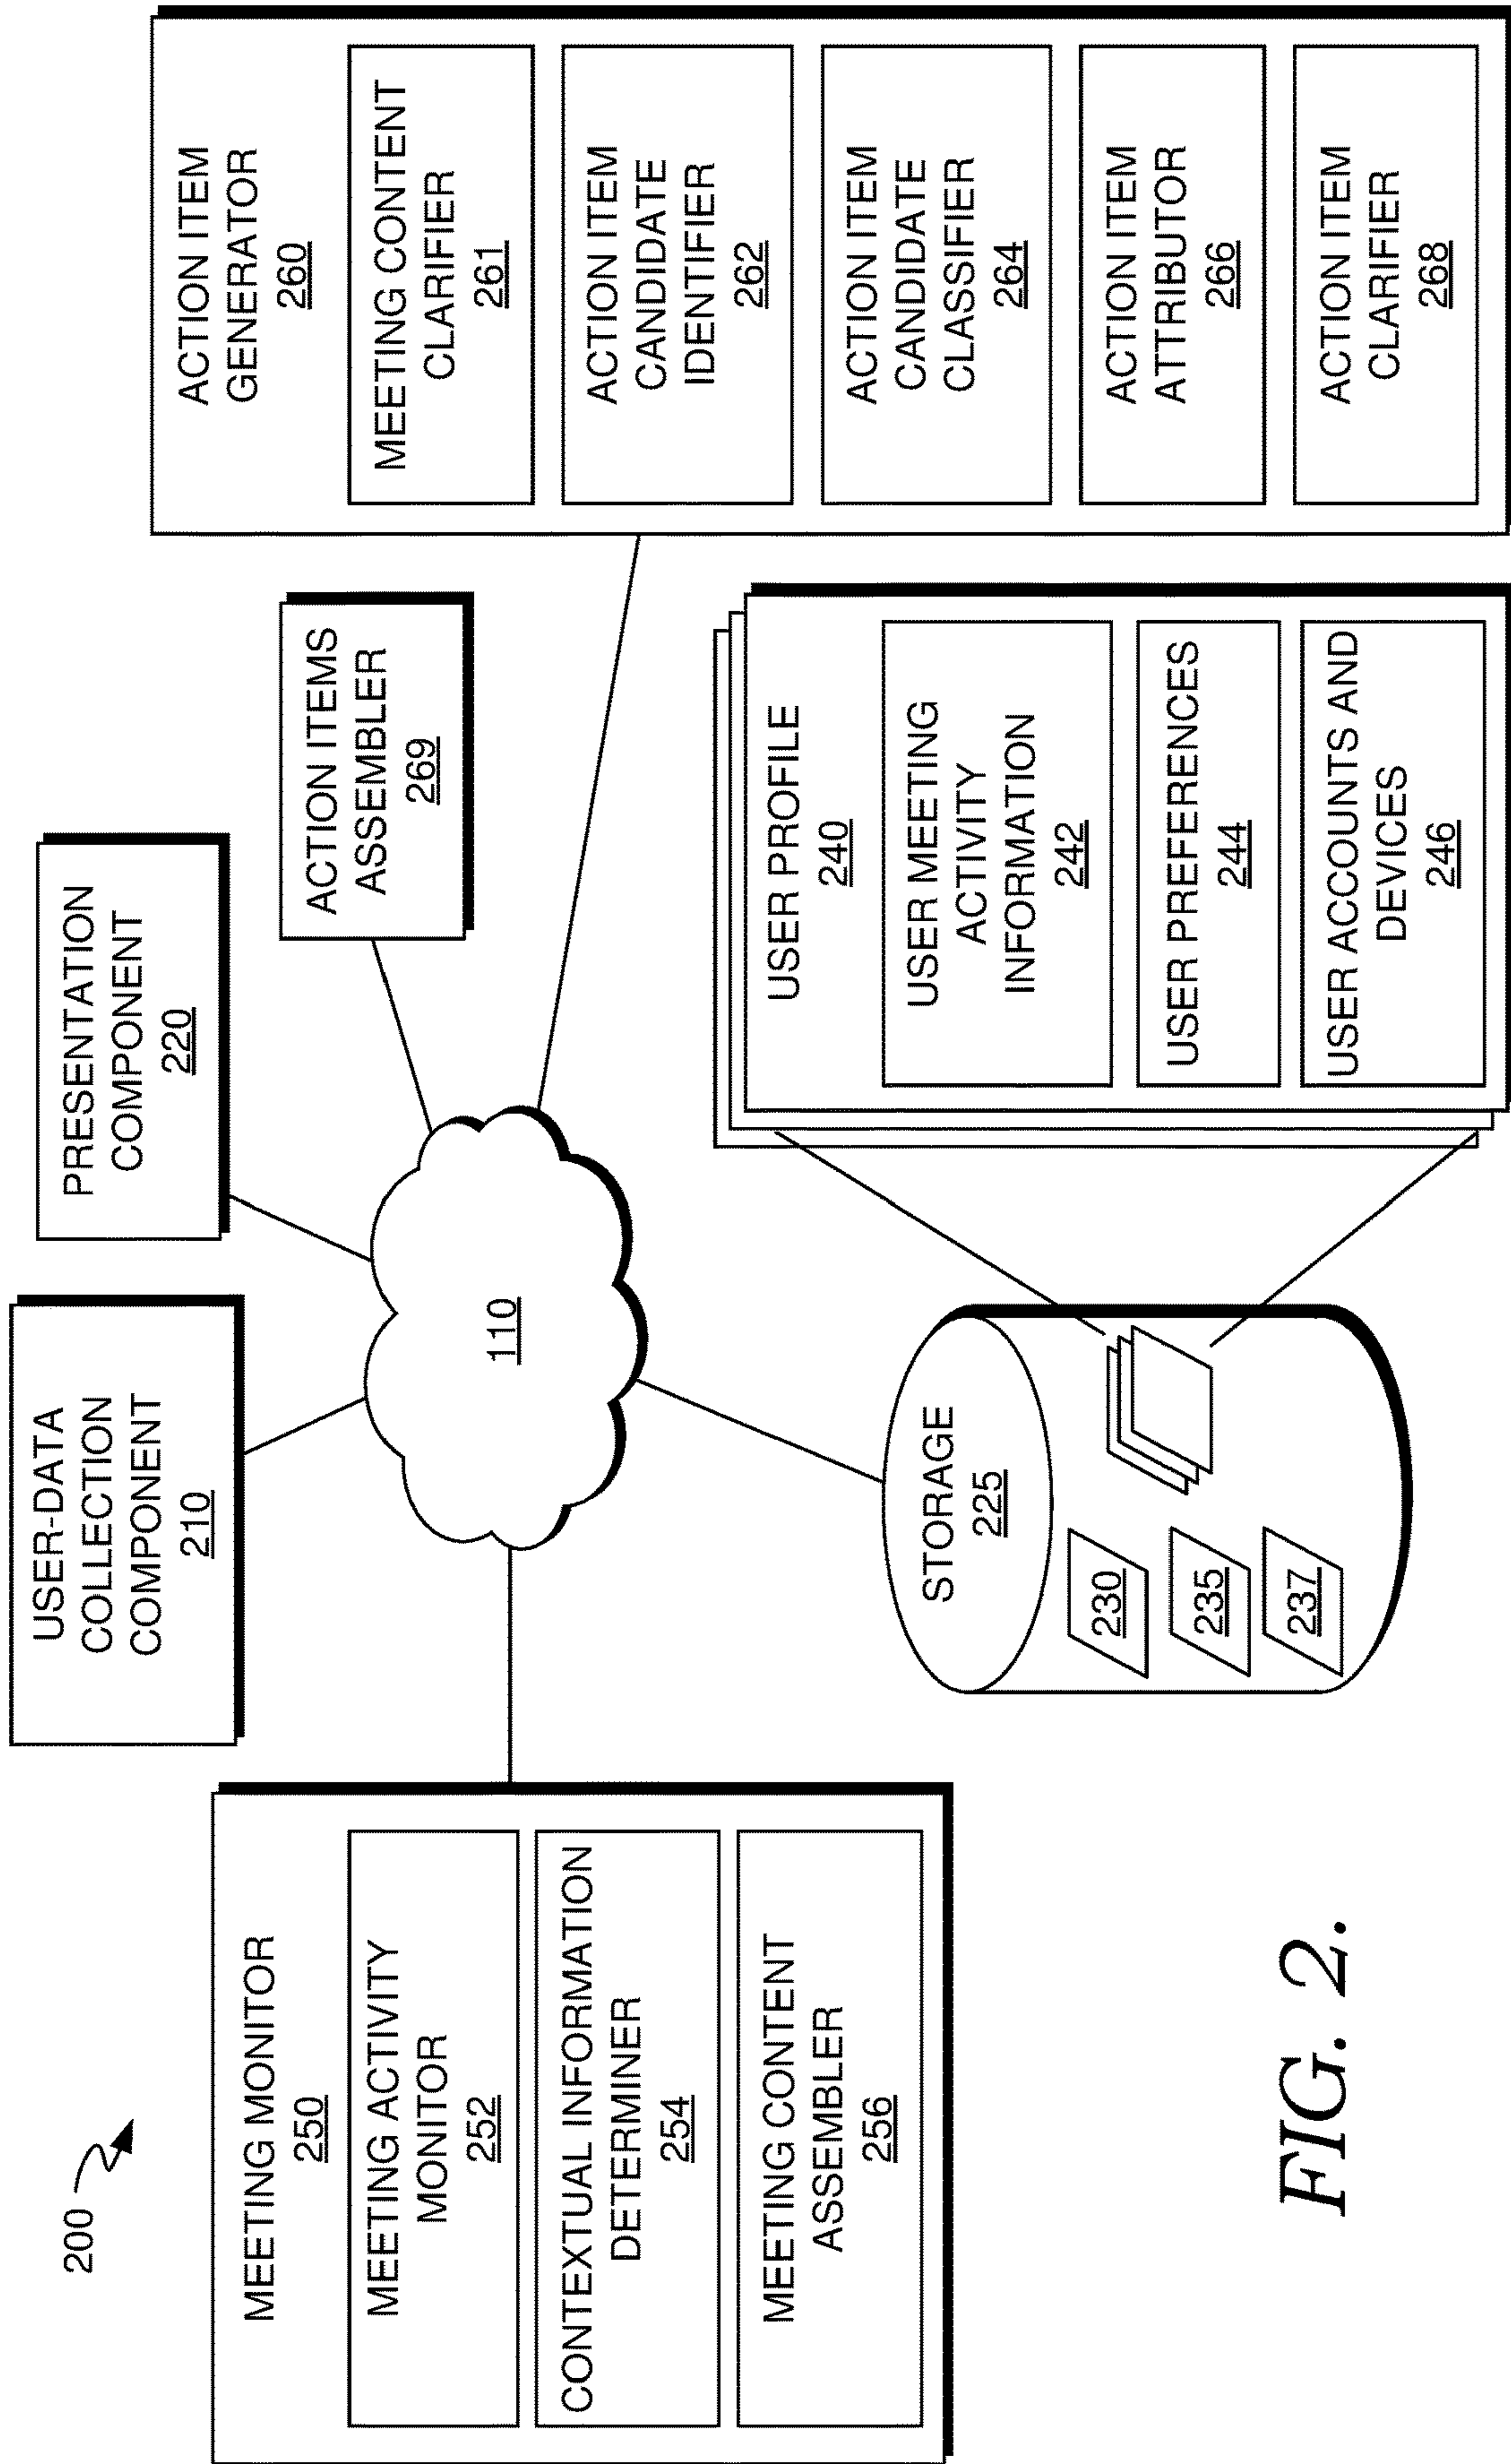 200
USER-DATA
COLLECTION
COMPONENT
210
PRESENTATION
COMPONENT
220
MEETING MONITOR
250
MEETING ACTIVITY
MONITOR
252
CONTEXTUAL INFORMATION
DETERMINER
254
MEETING CONTENT
ASSEMBLER
256
110
ACTION ITEMS
ASSEMBLER
269
ACTION ITEM
GENERATOR
260
MEETING CONTENT
CLARIFIER
261
ACTION ITEM
CANDIDATE
IDENTIFIER
262
ACTION ITEM
CANDIDATE
CLASSIFIER
264
ACTION ITEM
ATTRIBUTOR
266
ACTION ITEM
CLARIFIER
268
STORAGE
225
230
235
237
USER PROFILE
240
USER MEETING
ACTIVITY
INFORMATION
242
USER PREFERENCES
244
USER ACCOUNTS AND
DEVICES
246
FIG. 2.